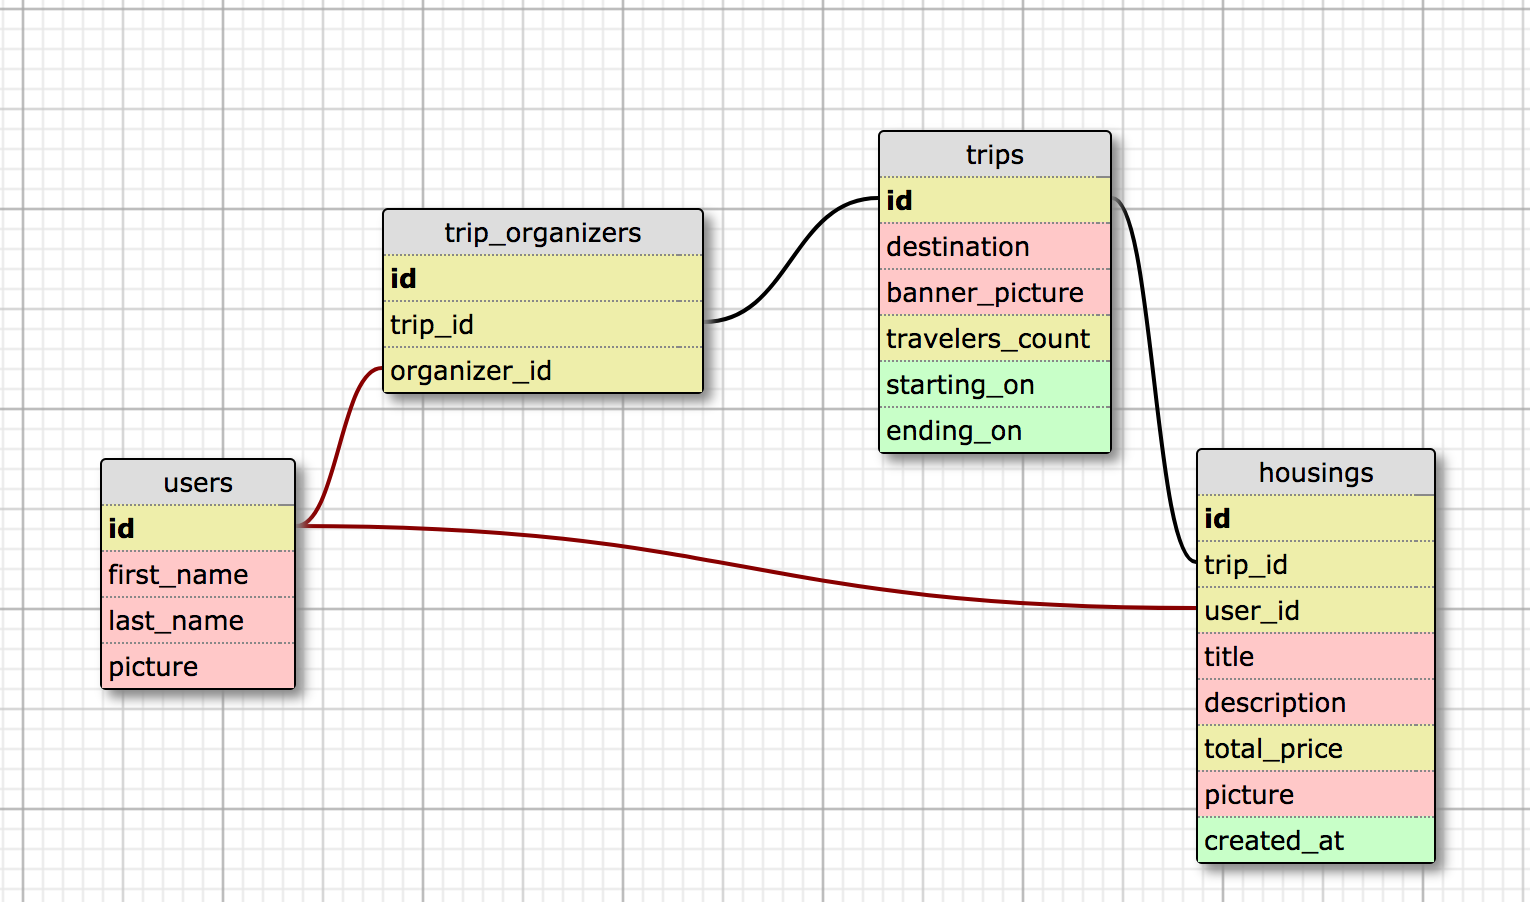 trips
id
destination
banner_picture
travelers_count
starting_on
ending_on
trip_organizers
id
trip_id
organizer_id
users
id
first_name
last_name
picture
housings
id
trip_id
user_id
title
description
total_price
picture
created_at